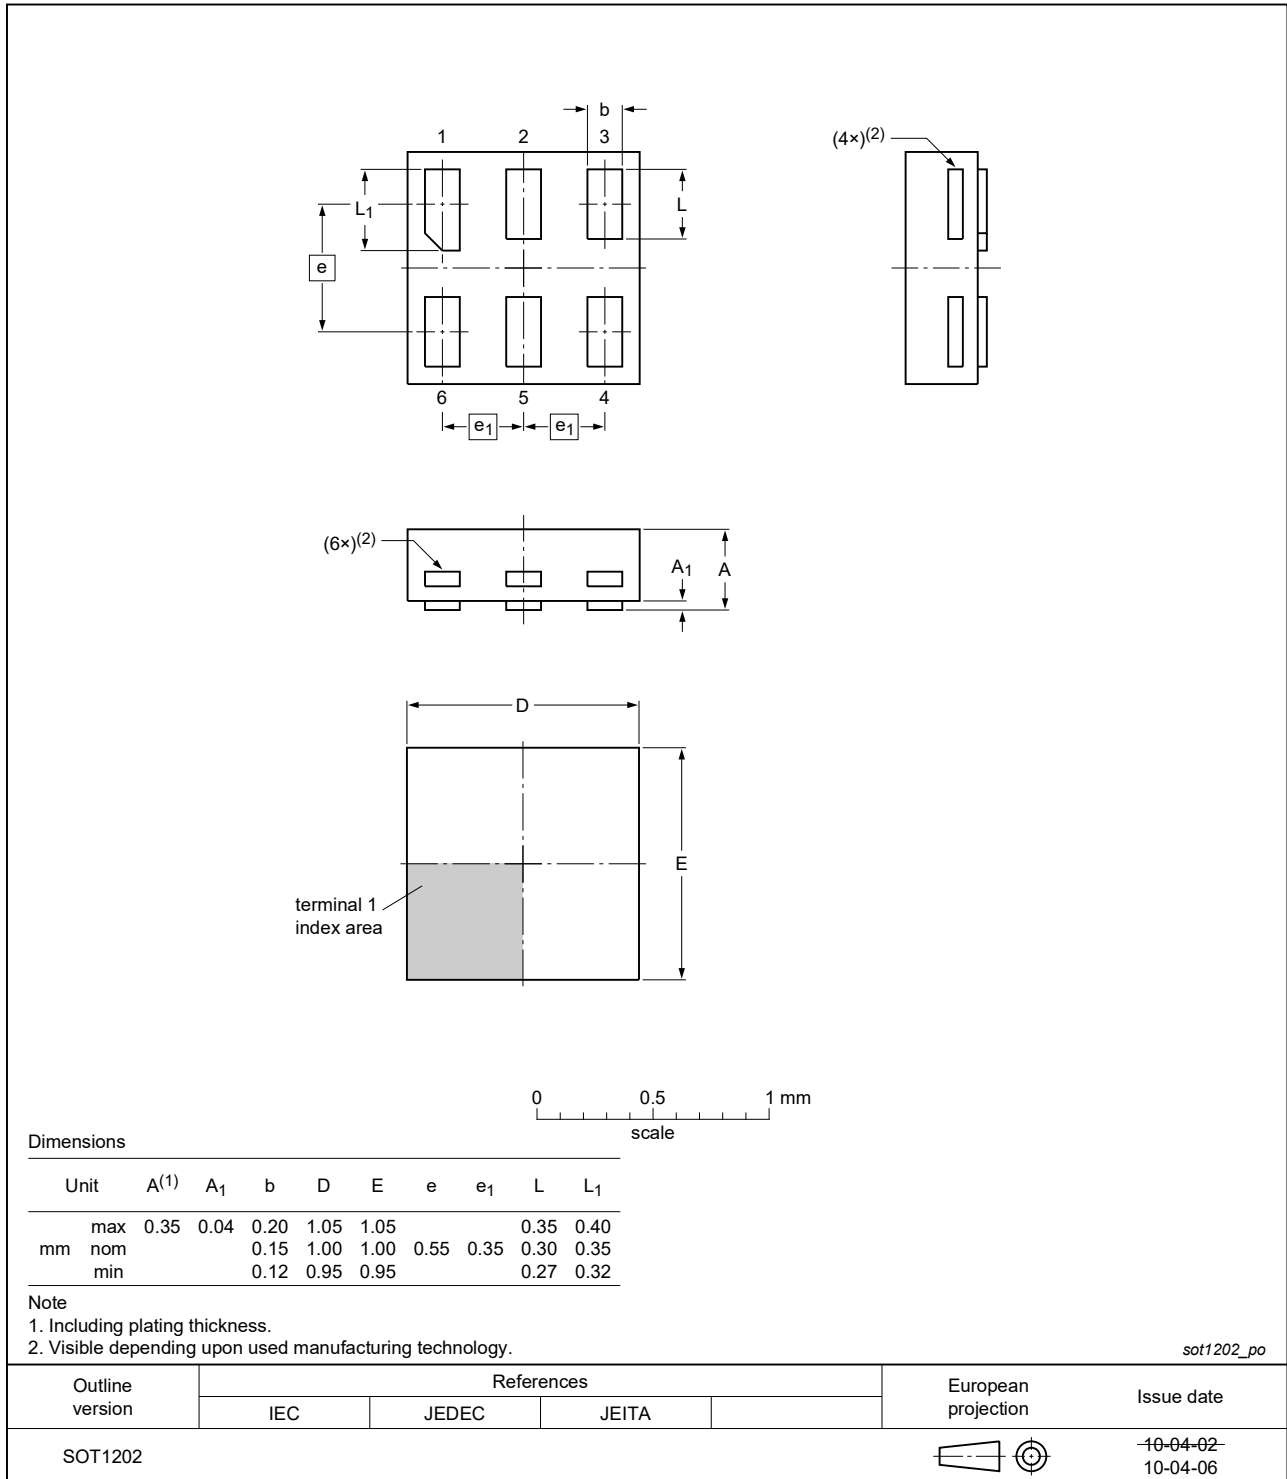 b
1 2 3
(4×)(2)
L1
L
e
6 5 4
e1 e1
(6×)(2)
A1 A
D
E
terminal 1
index area
0 0.5 1 mm
scale
Dimensions
Unit A(1) A1 b D E e e1 L L1
max 0.35 0.04 0.20 1.05 1.05 0.35 0.40
mm nom 0.15 1.00 1.00 0.55 0.35 0.30 0.35
min 0.12 0.95 0.95 0.27 0.32
Note
1. Including plating thickness.
2. Visible depending upon used manufacturing technology.
sot1202_po
Outline
version
References
IEC JEDEC JEITA
European
projection
Issue date
SOT1202
10-04-02
10-04-06